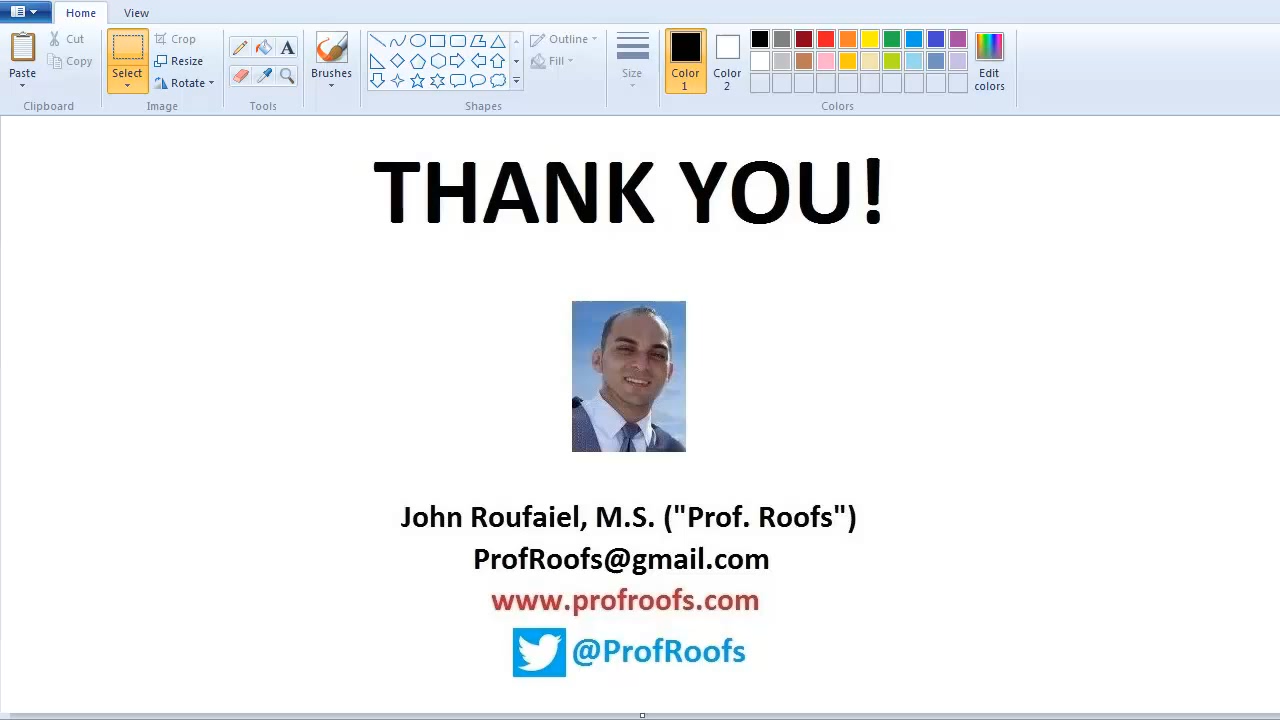 Home View
Cut
Copy
Paste
Clipboard
Select
Crop
Resize
Rotate
Image
A
Tools
Brushes
Outline
Fill
Shapes
Size
Color 1
Color 2
Edit colors
Colors
THANK YOU!
John Roufaiel, M.S. ("Prof. Roofs")
ProfRoofs@gmail.com
www.profroofs.com
@ProfRoofs